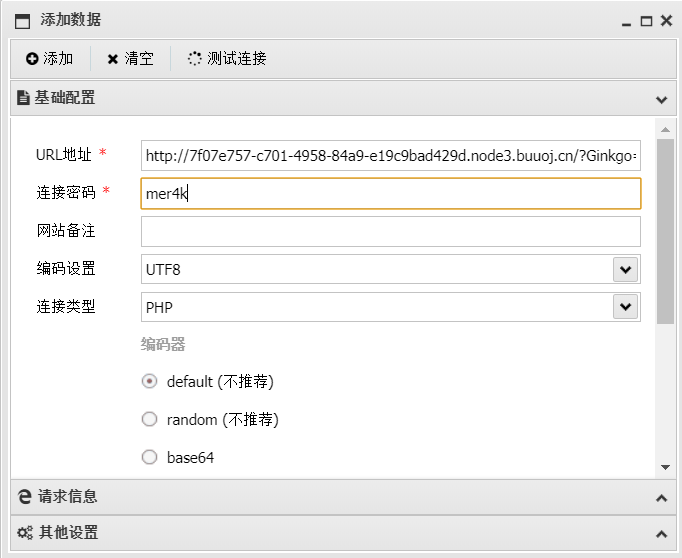 添加数据
添加 清空 测试连接
基础配置
URL地址 * http://7f07e757-c701-4958-84a9-e19c9bad429d.node3.buuoj.cn/?Ginkgo=
连接密码 * mer4k
网站备注
编码设置 UTF8
连接类型 PHP
编码器
default (不推荐)
random (不推荐)
base64
请求信息
其他设置